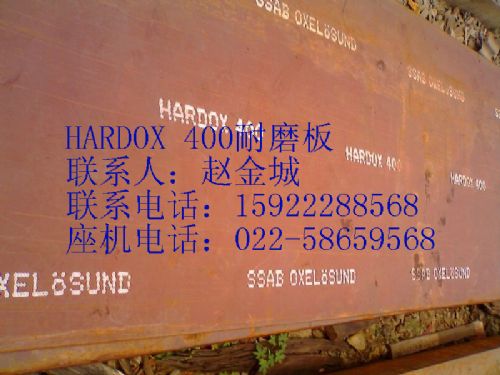 SSAB OXELÖSUND
SSAB OXELÖSUND
HARDOX 400
HARDOX 400
HARDOX 400
HARDOX 400耐磨板
联系人：赵金城
联系电话：15922288568
座机电话：022-58659568
XELÖSUND
SSAB OXELÖSUND
SSAB OXELÖSUND